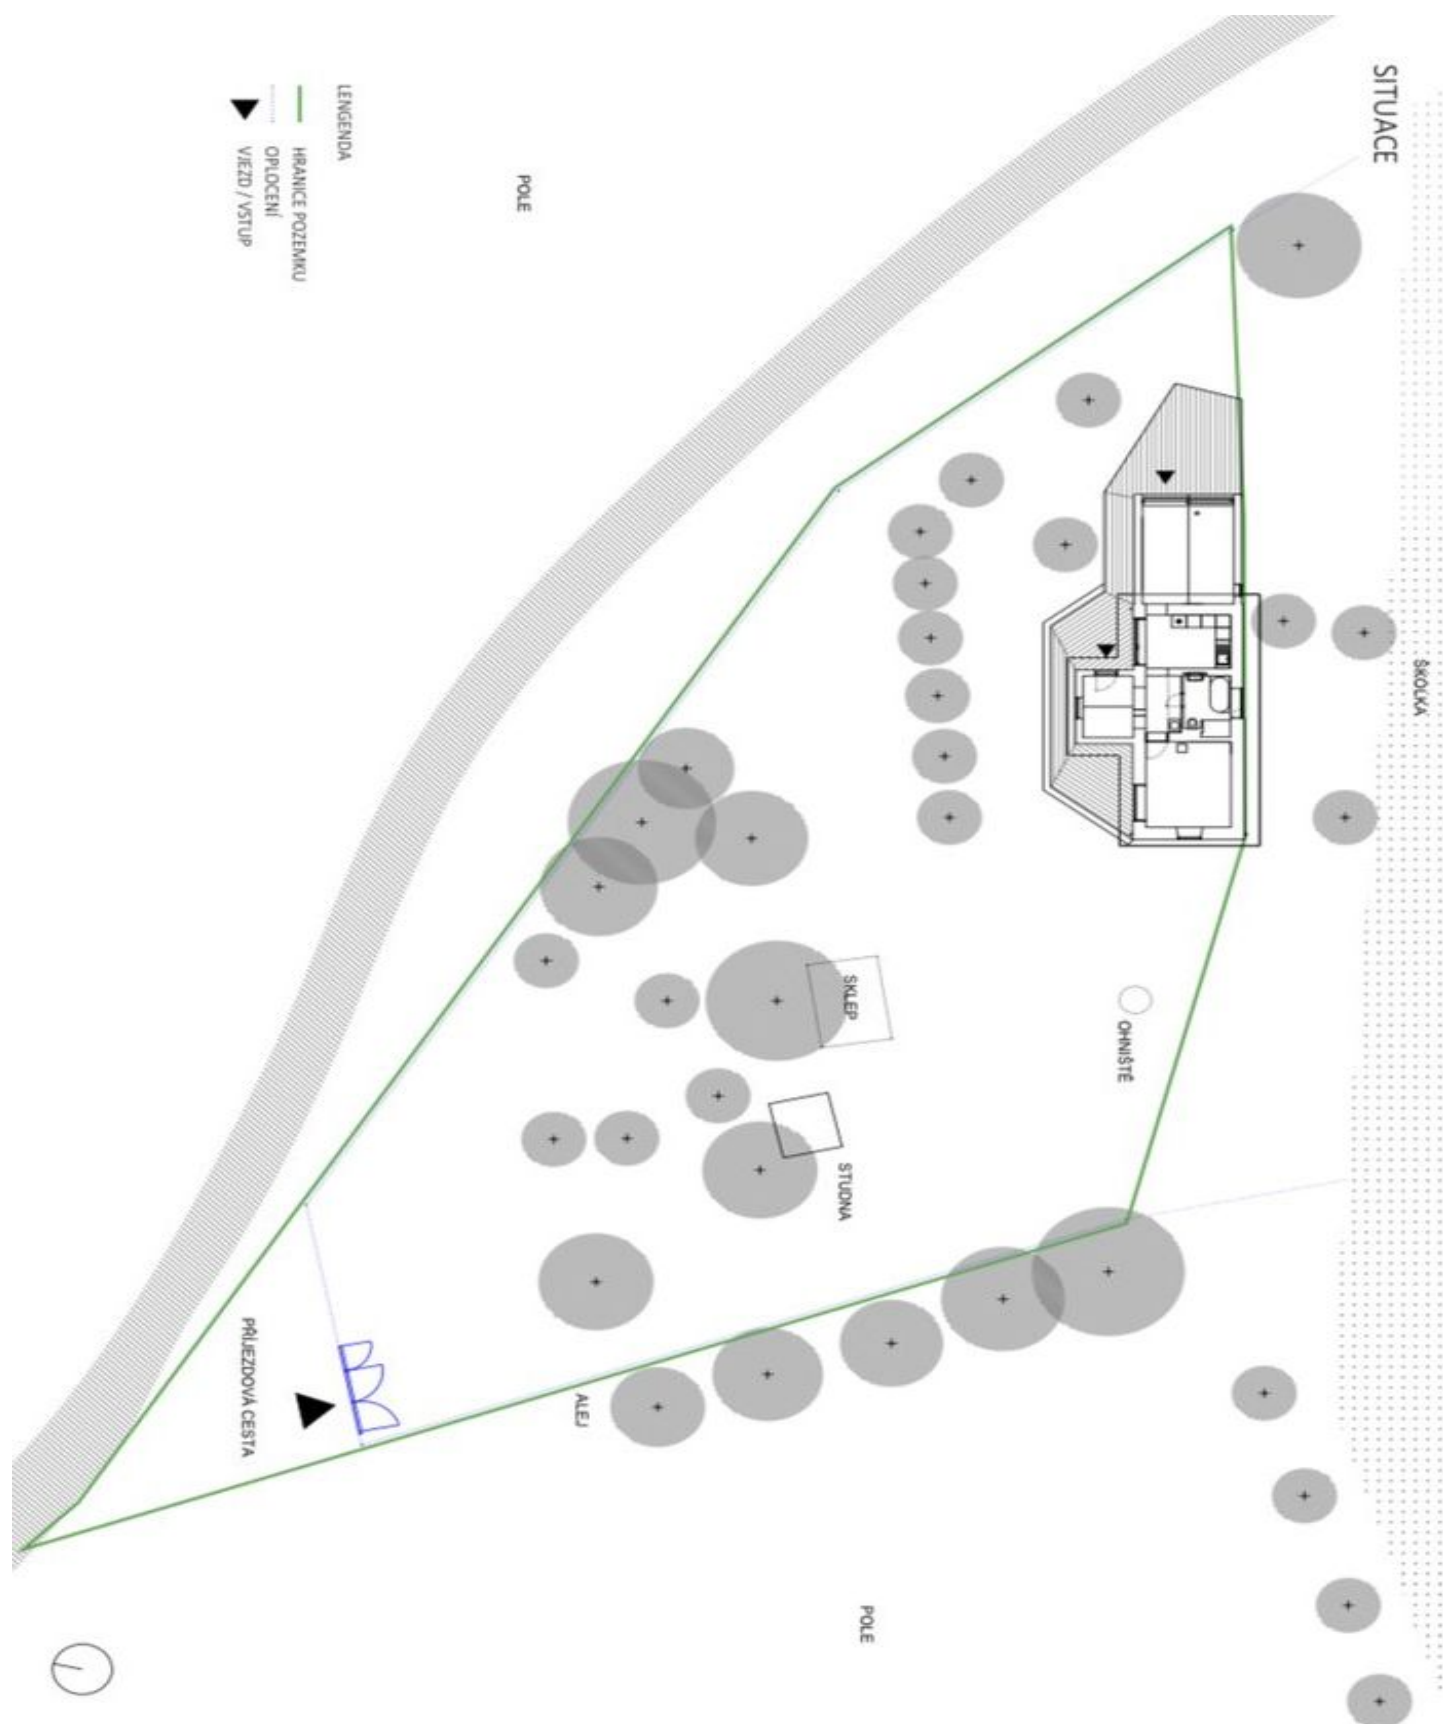 SITUACE
LENGENDA
HRANICE POZEMKU
OPLOCENÍ
VJEZD / VSTUP
POLE
ŠKOLKA
SKLEP
OHNIŠTĚ
STUDNA
PŘÍJEZDOVÁ CESTA
ALEJ
POLE